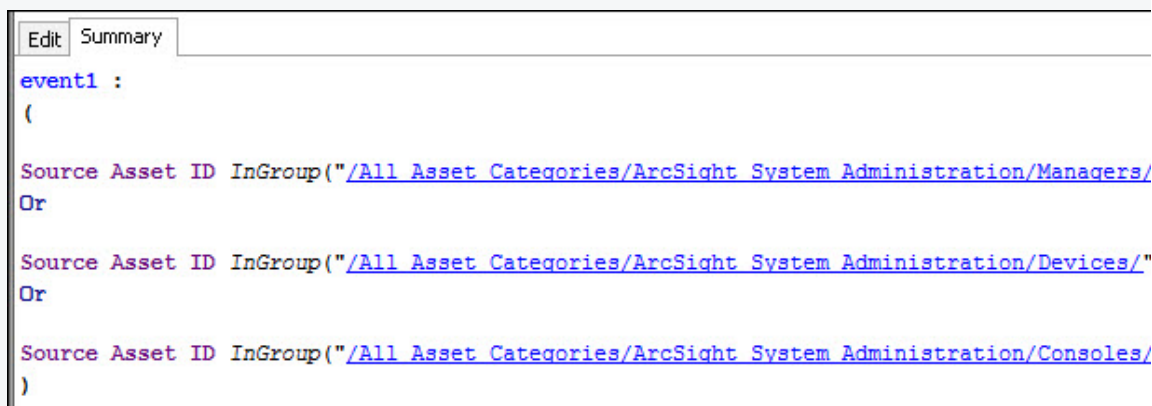 Edit Summary
event1 :
(
Source Asset ID InGroup("/All Asset Categories/ArcSight System Administration/Managers/
Or
Source Asset ID InGroup("/All Asset Categories/ArcSight System Administration/Devices/"
Or
Source Asset ID InGroup("/All Asset Categories/ArcSight System Administration/Consoles/
)